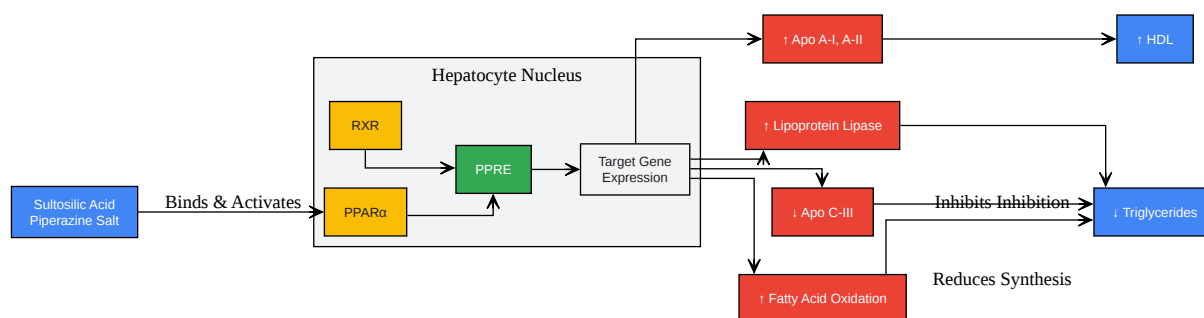 Hepatocyte Nucleus
↑ Apo A-I, A-II
↑ HDL
RXR
↑ Lipoprotein Lipase
PPRE
Target Gene
Expression
Sultosilic Acid
Piperazine Salt
Binds & Activates
PPARα
↓ Apo C-III
Inhibits Inhibition
↓ Triglycerides
↑ Fatty Acid Oxidation
Reduces Synthesis